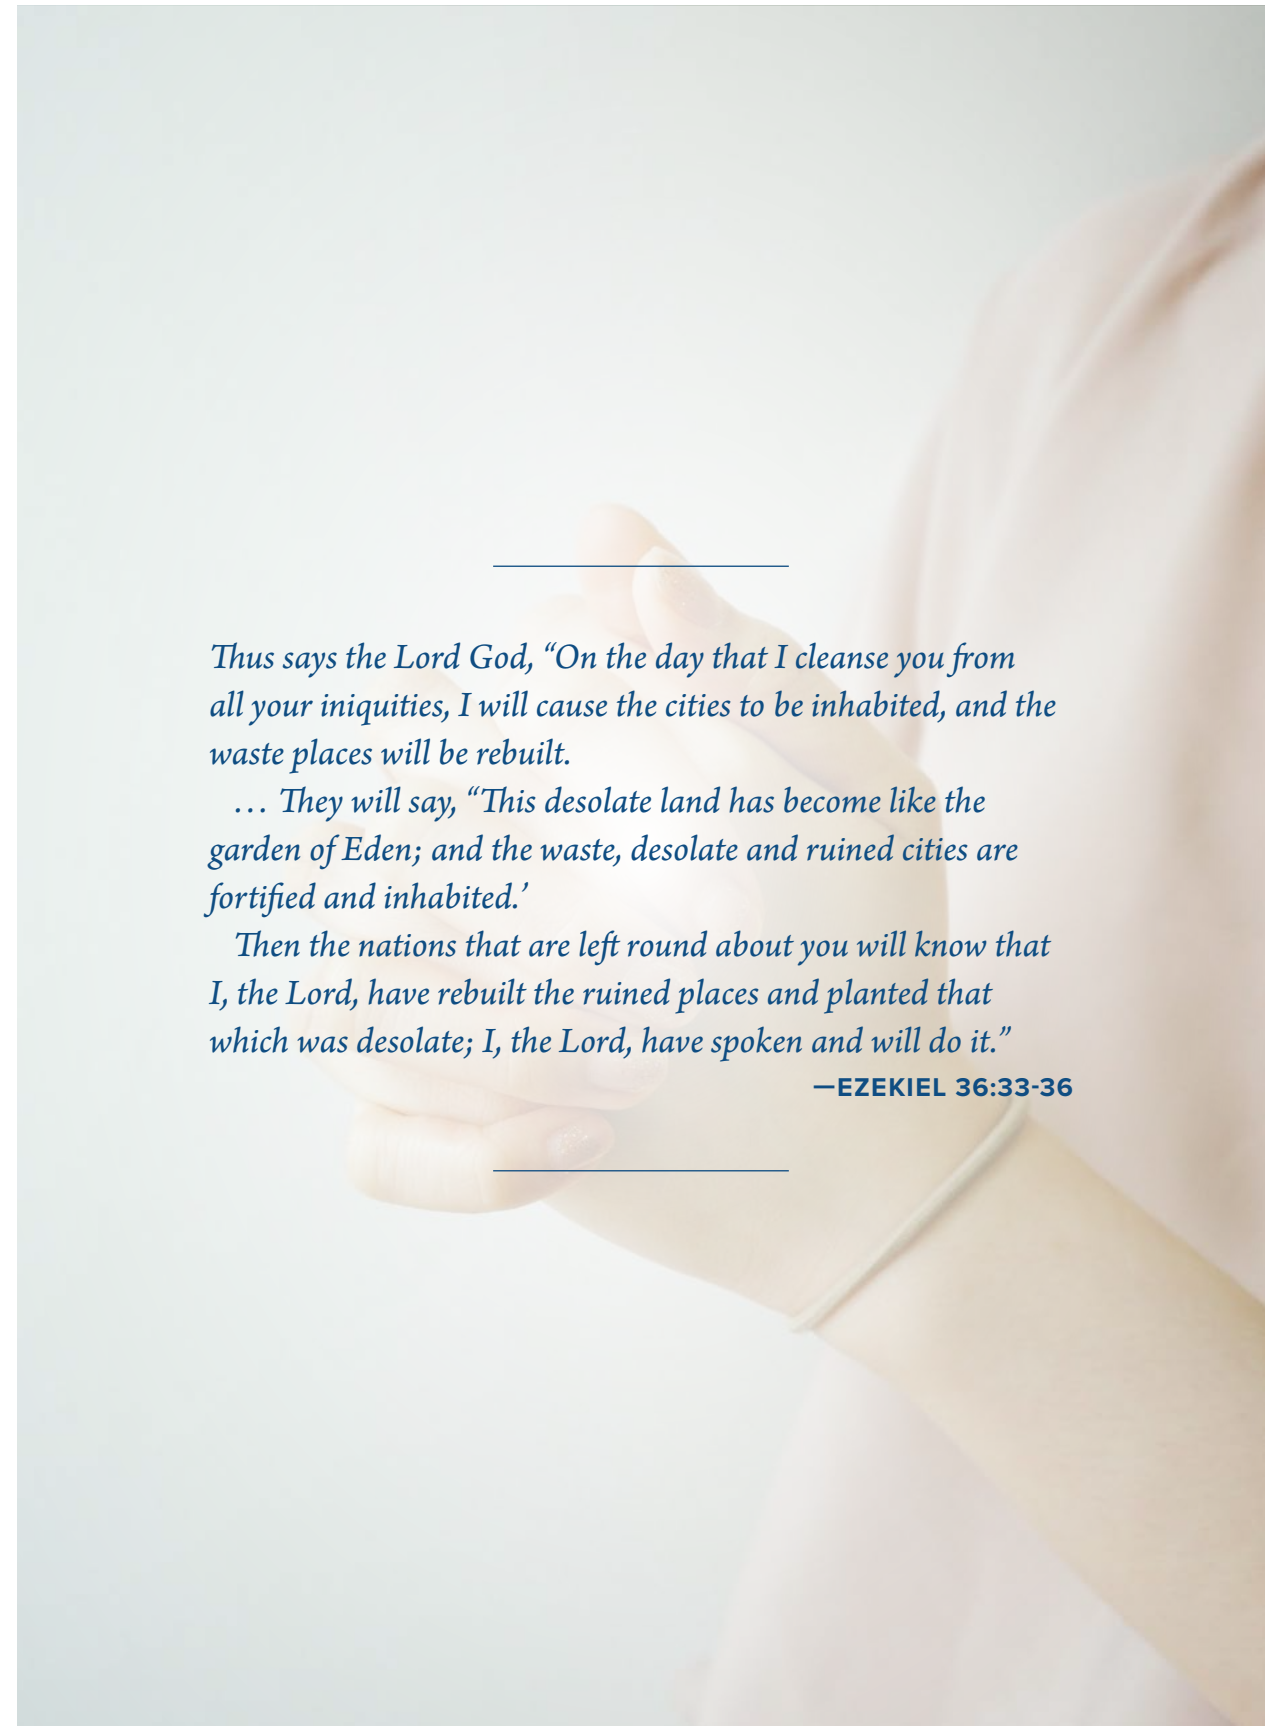 Thus says the Lord God, “On the day that I cleanse you from
all your iniquities, I will cause the cities to be inhabited, and the
waste places will be rebuilt.
… They will say, “This desolate land has become like the
garden of Eden; and the waste, desolate and ruined cities are
fortified and inhabited.’
Then the nations that are left round about you will know that
I, the Lord, have rebuilt the ruined places and planted that
which was desolate; I, the Lord, have spoken and will do it.”
—EZEKIEL 36:33-36